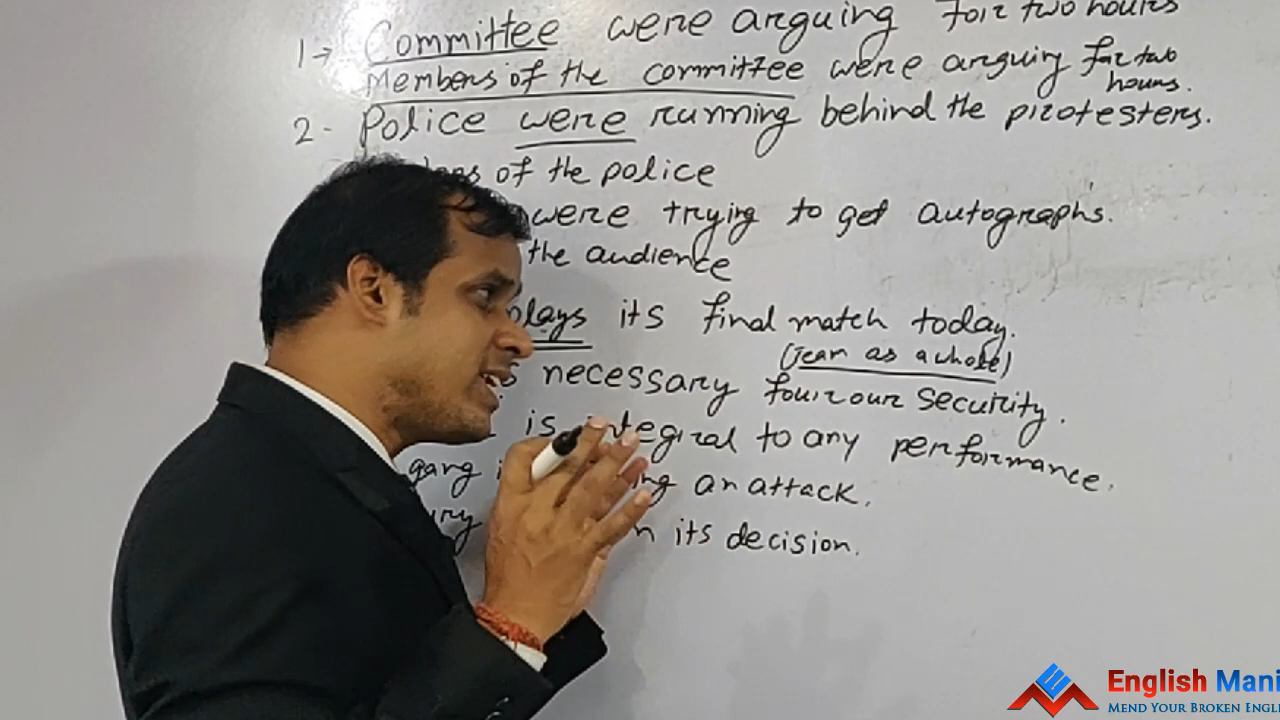 1→ Committee were arguing for two hours
Members of the committee were arguing for two
hours.
2- Police were running behind the protesters.
of the police
were trying to get autographs.
the audience
plays its final match today.
(Team as a whole)
necessary for our security.
is integral to any performance.
gang an attack.
its decision.
English Mani
MEND YOUR BROKEN ENGL